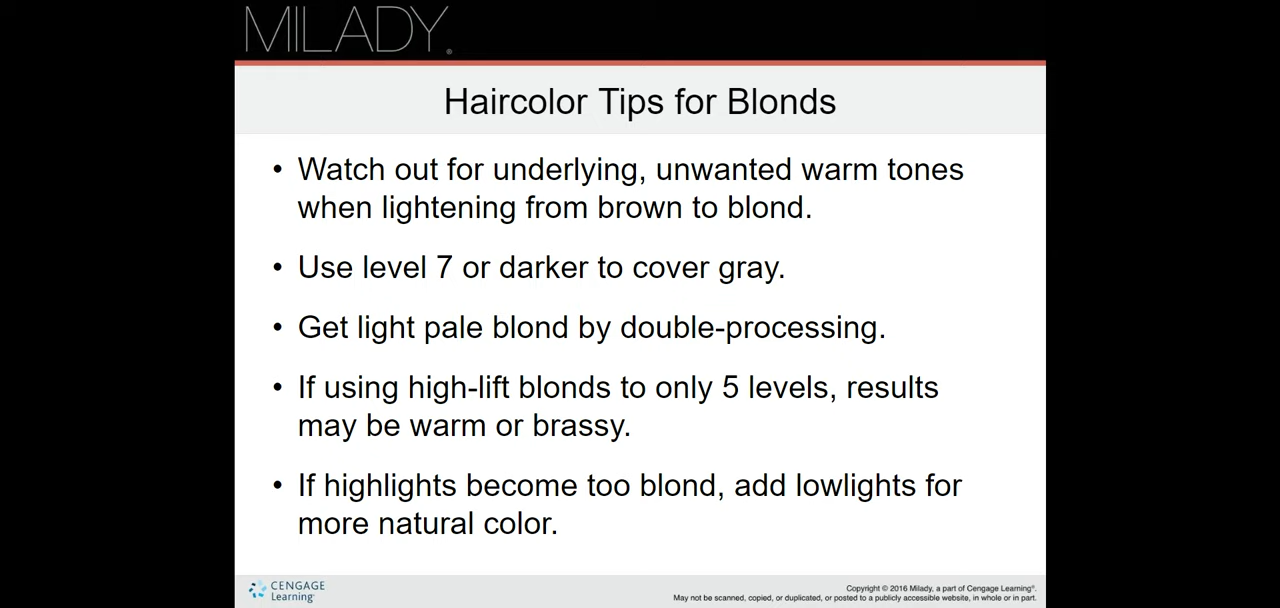 MILADY®
Haircolor Tips for Blonds
• Watch out for underlying, unwanted warm tones
when lightening from brown to blond.
• Use level 7 or darker to cover gray.
• Get light pale blond by double-processing.
• If using high-lift blonds to only 5 levels, results
may be warm or brassy.
• If highlights become too blond, add lowlights for
more natural color.
CENGAGE
Learning®
Copyright © 2016 Milady, a part of Cengage Learning®.
May not be scanned, copied, or duplicated, or posted to a publicly accessible website, in whole or in part.